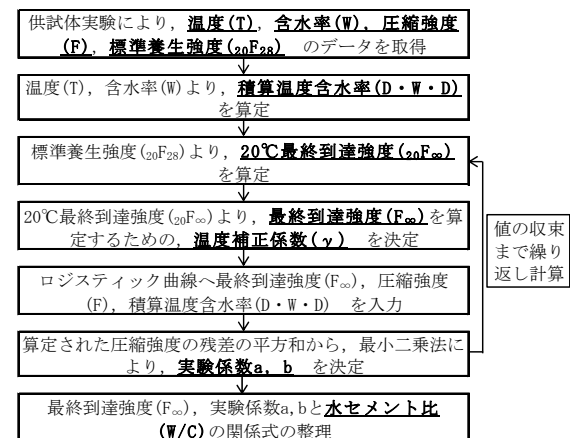 供試体実験により，温度(T)，含水率(W)，圧縮強度
(F)，標準養生強度(₂₀F₂₈) のデータを取得
温度(T)，含水率(W)より，積算温度含水率(D・W・D)
を算定
標準養生強度(₂₀F₂₈)より，20℃最終到達強度(₂₀F∞)
を算定
20℃最終到達強度(₂₀F∞)より，最終到達強度(F∞)を算
定するための，温度補正係数(γ) を決定
ロジスティック曲線へ最終到達強度(F∞)，圧縮強度
(F)，積算温度含水率(D・W・D) を入力
算定された圧縮強度の残差の平方和から，最小二乗法に
より，実験係数a，b を決定
最終到達強度(F∞)，実験係数a,bと水セメント比
(W/C)の関係式の整理
値の収束
まで繰り
返し計算